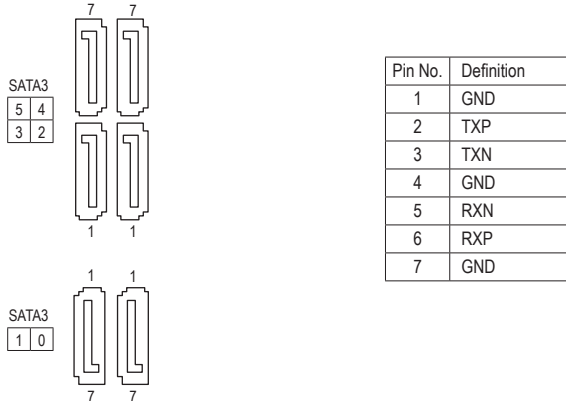 7 7
SATA3
5 4
3 2
1 1
1 1
SATA3
1 0
7 7
Pin No. Definition
1 GND
2 TXP
3 TXN
4 GND
5 RXN
6 RXP
7 GND